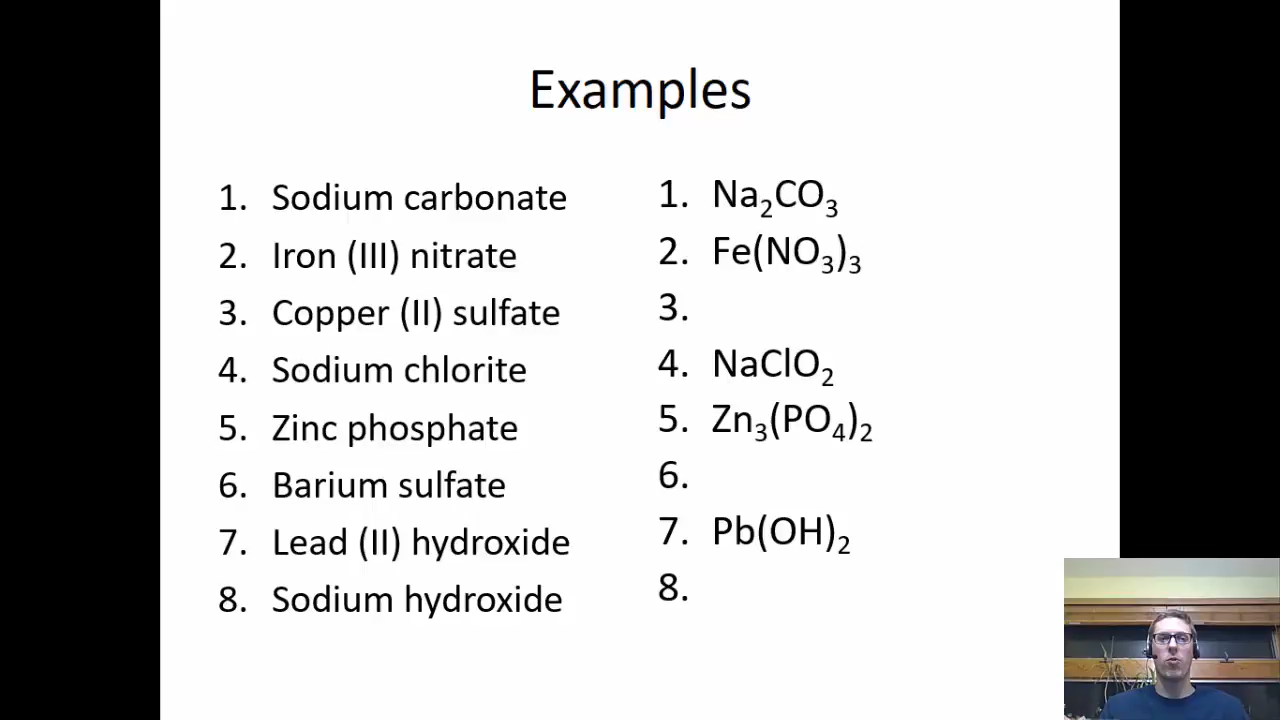 Examples
1. Sodium carbonate
2. Iron (III) nitrate
3. Copper (II) sulfate
4. Sodium chlorite
5. Zinc phosphate
6. Barium sulfate
7. Lead (II) hydroxide
8. Sodium hydroxide
1. Na₂CO₃
2. Fe(NO₃)₃
3.
4. NaClO₂
5. Zn₃(PO₄)₂
6.
7. Pb(OH)₂
8.